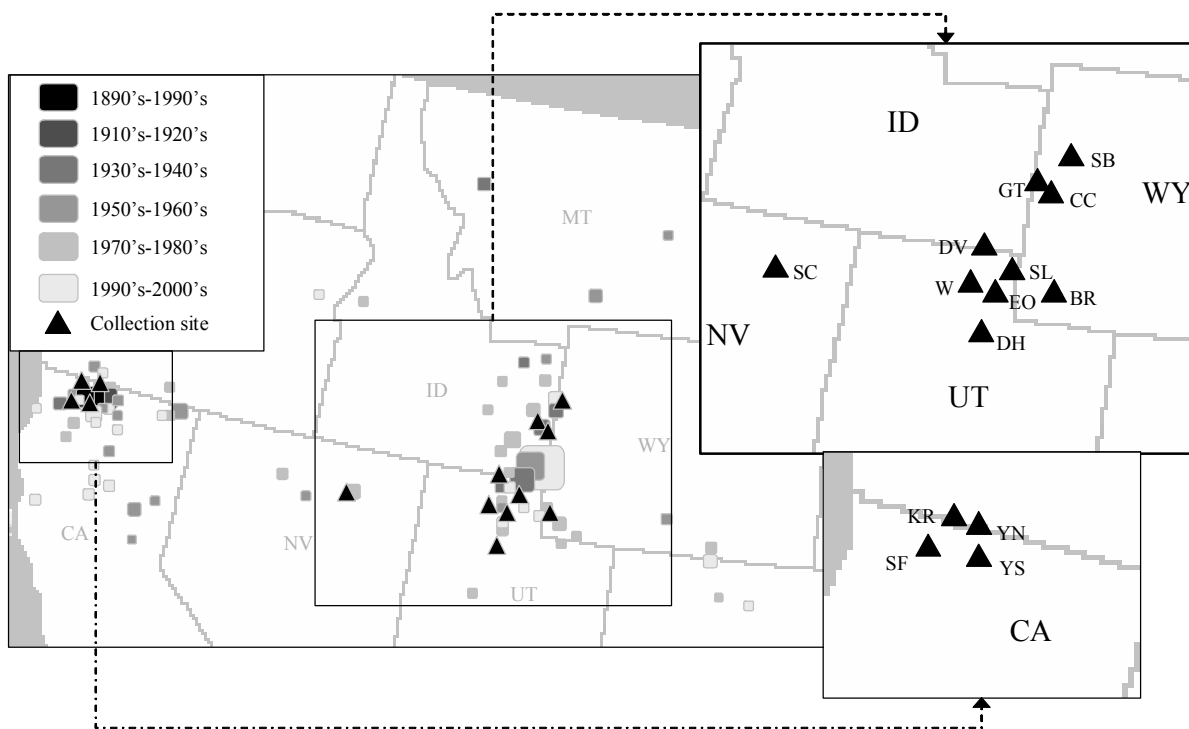 1890’s-1990’s
1910’s-1920’s
1930’s-1940’s
1950’s-1960’s
1970’s-1980’s
1990’s-2000’s
Collection site
MT
ID
WY
CA
NV
UT
ID
SB
GT
CC
WY
DV
SC
SL
W
EO
BR
NV
DH
UT
KR
YN
SF
YS
CA